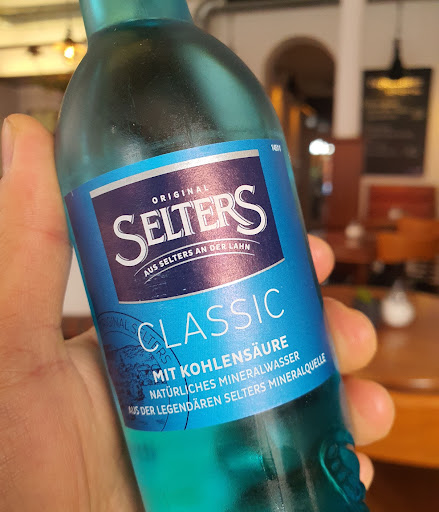 ORIGINAL
SELTERS
AUS SELTERS AN DER LAHN
CLASSIC
MIT KOHLENSÄURE
NATÜRLICHES MINERALWASSER
AUS DER LEGENDÄREN SELTERS MINERALQUELLE